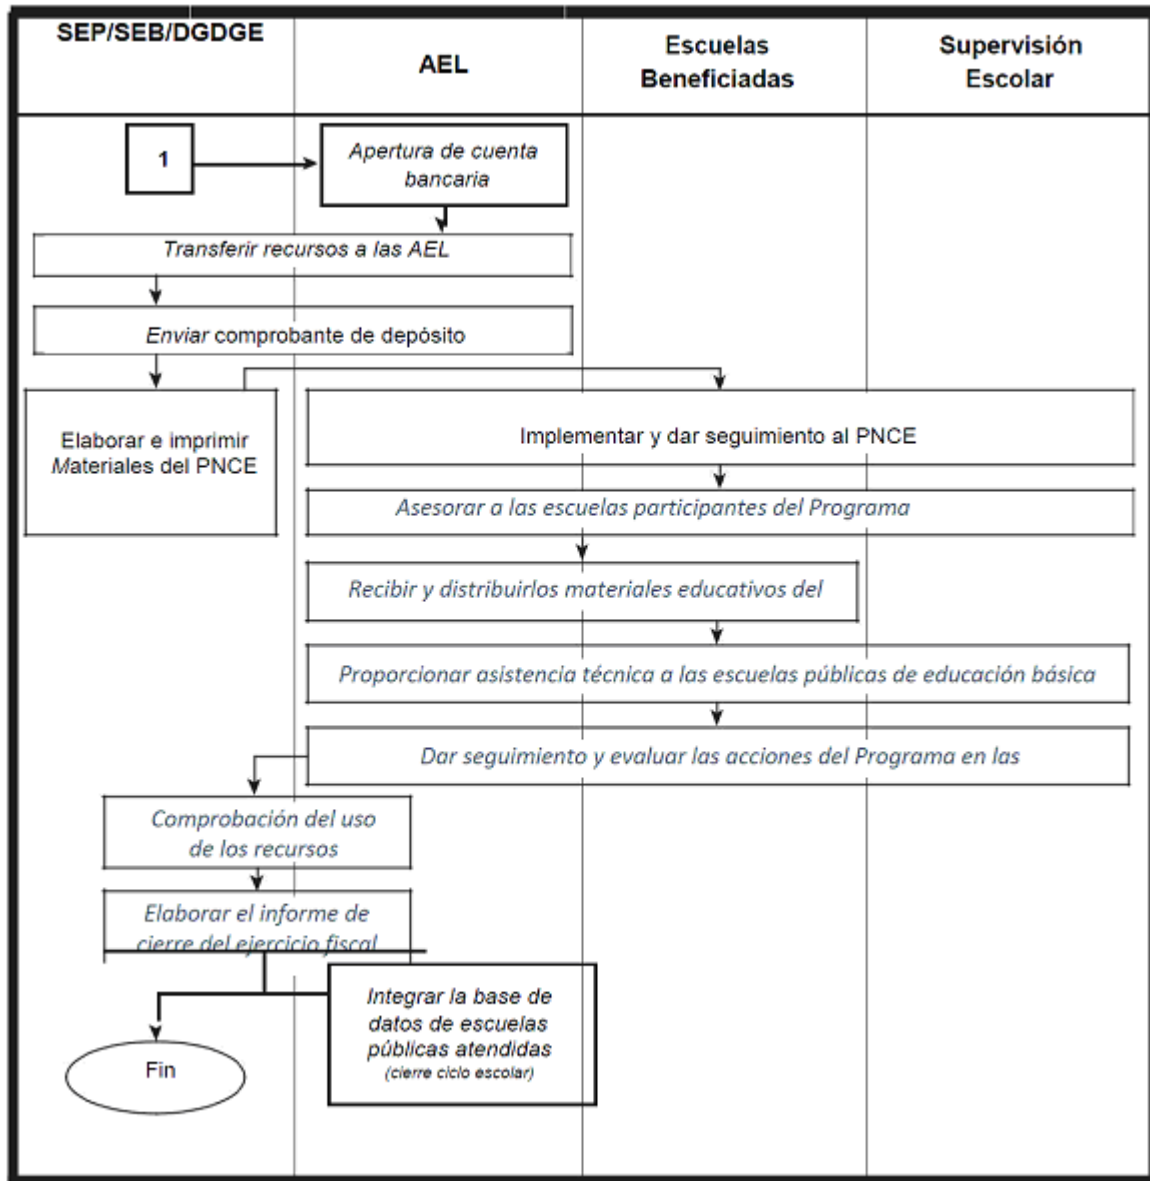 SEP/SEB/DGDGE
AEL
Escuelas
Beneficiadas
Supervisión
Escolar
1
Apertura de cuenta
bancaria
Transferir recursos a las AEL
Enviar comprobante de depósito
Elaborar e imprimir
Materiales del PNCE
Implementar y dar seguimiento al PNCE
Asesorar a las escuelas participantes del Programa
Recibir y distribuirlos materiales educativos del
Proporcionar asistencia técnica a las escuelas públicas de educación básica
Dar seguimiento y evaluar las acciones del Programa en las
Comprobación del uso
de los recursos
Elaborar el informe de
cierre del ejercicio fiscal
Integrar la base de
datos de escuelas
públicas atendidas
(cierre ciclo escolar)
Fin